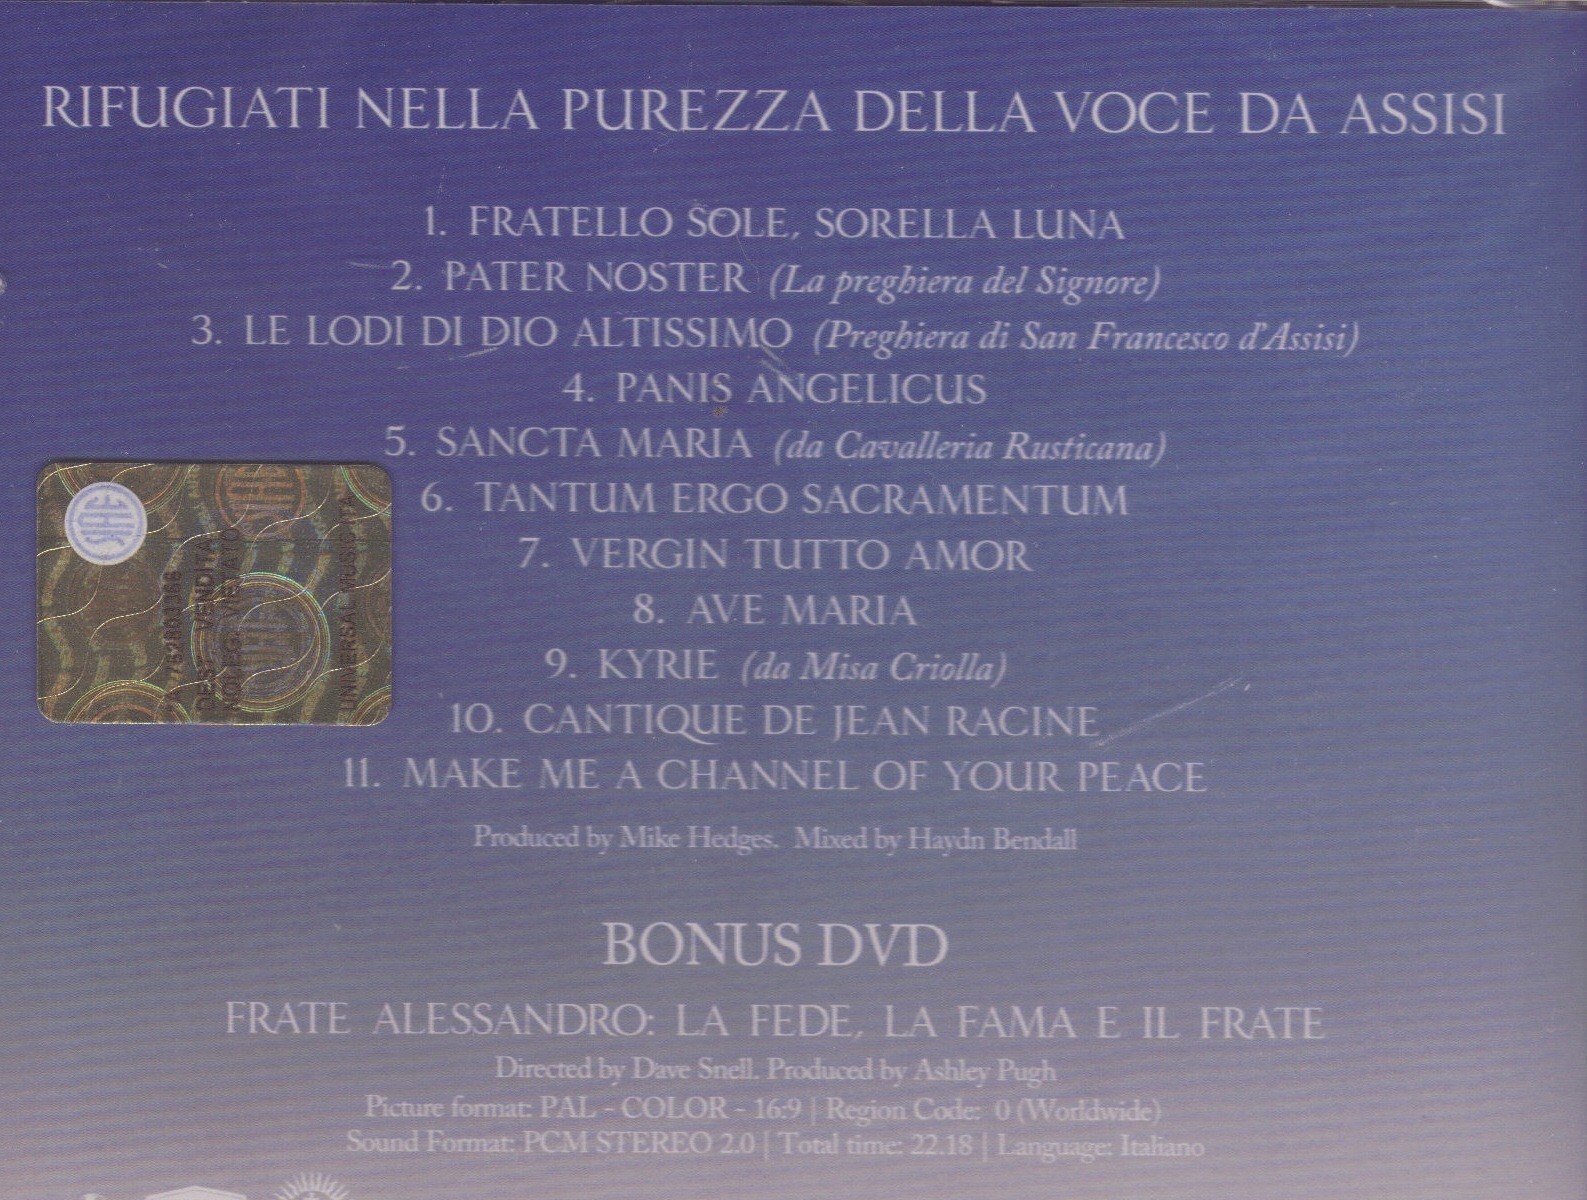 RIFUGIATI NELLA PUREZZA DELLA VOCE DA ASSISI
1. FRATELLO SOLE, SORELLA LUNA
2. PATER NOSTER (La preghiera del Signore)
3. LE LODI DI DIO ALTISSIMO (Preghiera di San Francesco d'Assisi)
4. PANIS ANGELICUS
5. SANCTA MARIA (da Cavalleria Rusticana)
6. TANTUM ERGO SACRAMENTUM
7. VERGIN TUTTO AMOR
8. AVE MARIA
9. KYRIE (da Misa Criolla)
10. CANTIQUE DE JEAN RACINE
11. MAKE ME A CHANNEL OF YOUR PEACE
Produced by Mike Hedges. Mixed by Haydn Bendall
BONUS DVD
FRATE ALESSANDRO: LA FEDE, LA FAMA E IL FRATE
Directed by Dave Snell. Produced by Ashley Pugh
Picture format: PAL - COLOR - 16:9 | Region Code: 0 (Worldwide)
Sound Format: PCM STEREO 2.0 | Total time: 22.18 | Language: Italiano
VENDITA
VIETATO
UNIVERSAL MUSIC ITA